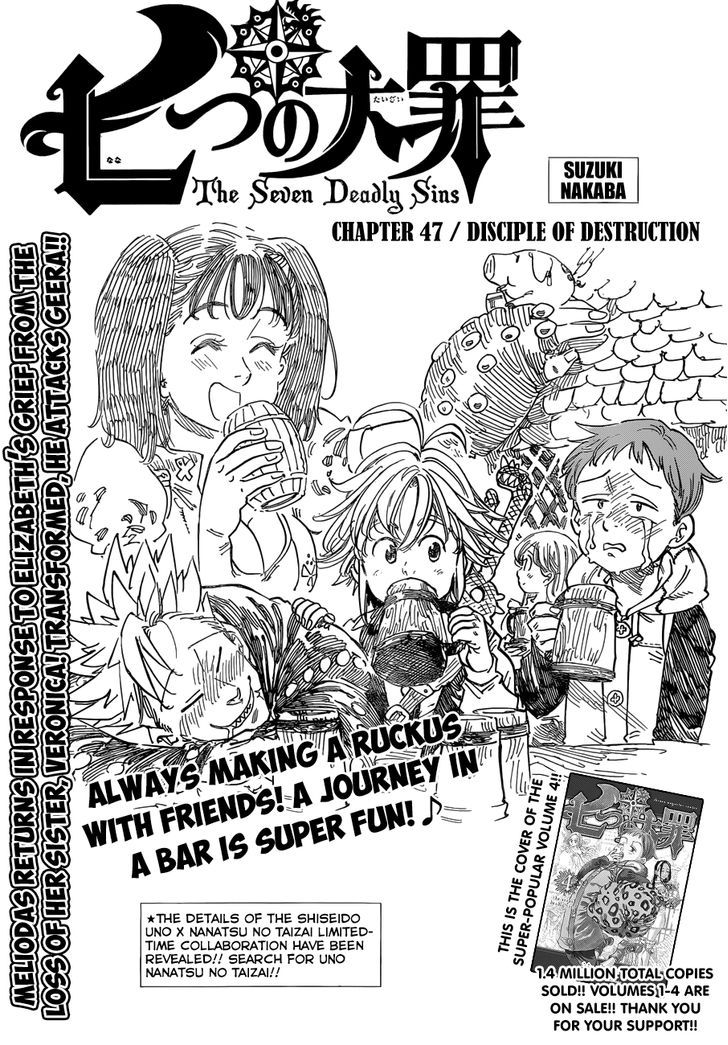 七つの大罪
なな
たいざい
The Seven Deadly Sins
SUZUKI
NAKABA
CHAPTER 47 / DISCIPLE OF DESTRUCTION
MELIODAS RETURNS IN RESPONSE TO ELIZABETH'S GRIEF FROM THE
LOSS OF HER SISTER, VERONICA! TRANSFORMED, HE ATTACKS GEERA!!
ALWAYS MAKING A RUCKUS
WITH FRIENDS! A JOURNEY IN
A BAR IS SUPER FUN! ♪
THIS IS THE COVER OF THE
SUPER-POPULAR VOLUME 4!!
七つの大罪
★THE DETAILS OF THE SHISEIDO
UNO X NANATSU NO TAIZAI LIMITED-
TIME COLLABORATION HAVE BEEN
REVEALED!! SEARCH FOR UNO
NANATSU NO TAIZAI!!
1.4 MILLION TOTAL COPIES
SOLD!! VOLUMES 1-4 ARE
ON SALE!! THANK YOU
FOR YOUR SUPPORT!!